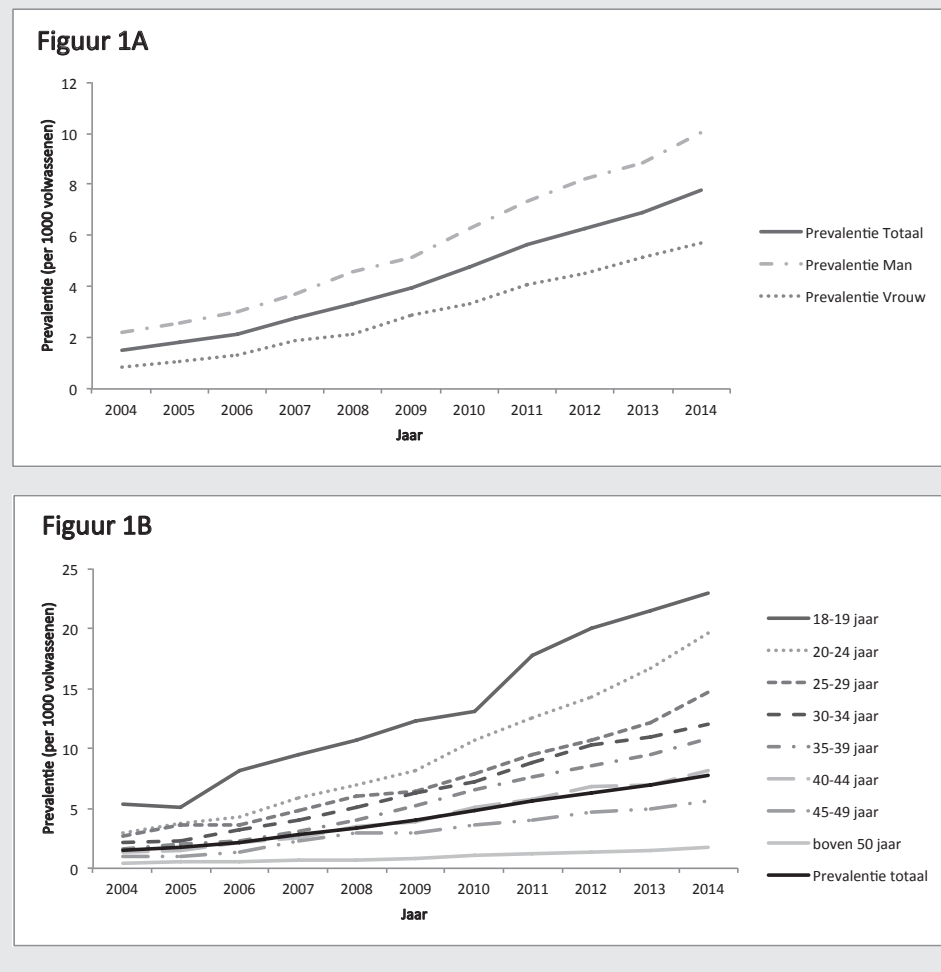 Figuur 1A
12
10
8
6
4
2
0
Prevalentie (per 1000 volwassenen)
2004 2005 2006 2007 2008 2009 2010 2011 2012 2013 2014
Jaar
Prevalentie Totaal
Prevalentie Man
Prevalentie Vrouw
Figuur 1B
25
20
15
10
5
0
Prevalentie (per 1000 volwassenen)
2004 2005 2006 2007 2008 2009 2010 2011 2012 2013 2014
Jaar
18-19 jaar
20-24 jaar
25-29 jaar
30-34 jaar
35-39 jaar
40-44 jaar
45-49 jaar
boven 50 jaar
Prevalentie totaal